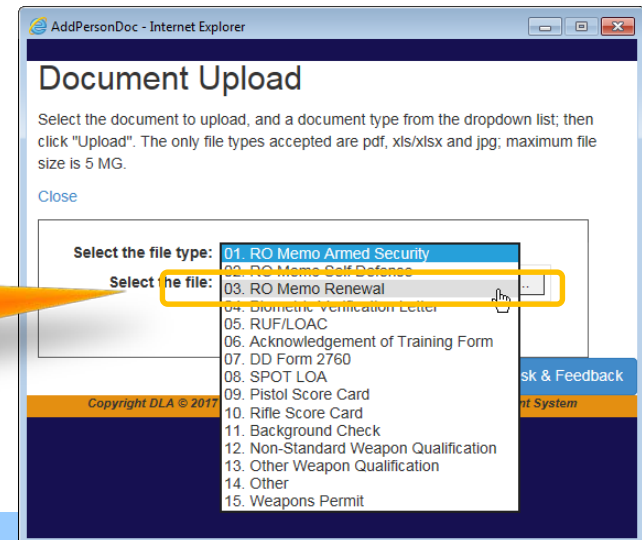 AddPersonDoc - Internet Explorer
Document Upload
Select the document to upload, and a document type from the dropdown list; then
click "Upload". The only file types accepted are pdf, xls/xlsx and jpg; maximum file
size is 5 MG.
Close
Select the file type:
01. RO Memo Armed Security
02. RO Memo Self Defense
Select the file:
03. RO Memo Renewal
..
04. Biometric Verification Letter
05. RUF/LOAC
06. Acknowledgement of Training Form
07. DD Form 2760
08. SPOT LOA
sk & Feedback
09. Pistol Score Card
Copyright DLA © 2017
nt System
10. Rifle Score Card
11. Background Check
12. Non-Standard Weapon Qualification
13. Other Weapon Qualification
14. Other
15. Weapons Permit